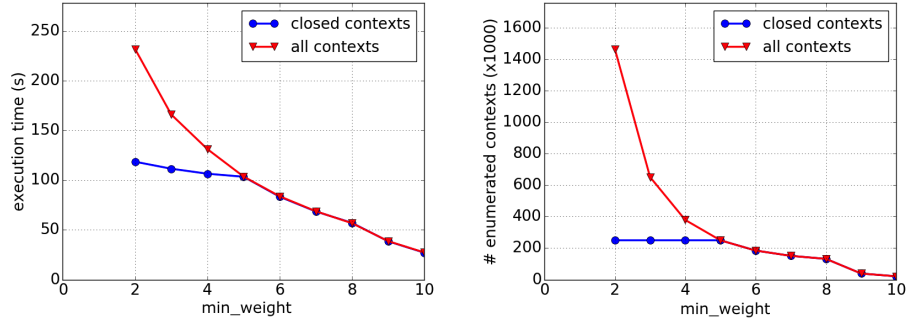 closed contexts
all contexts
execution time (s)
250
200
150
100
50
0
0 2 4 6 8 10
min_weight
closed contexts
all contexts
# enumerated contexts (x1000)
1600
1400
1200
1000
800
600
400
200
0
0 2 4 6 8 10
min_weight